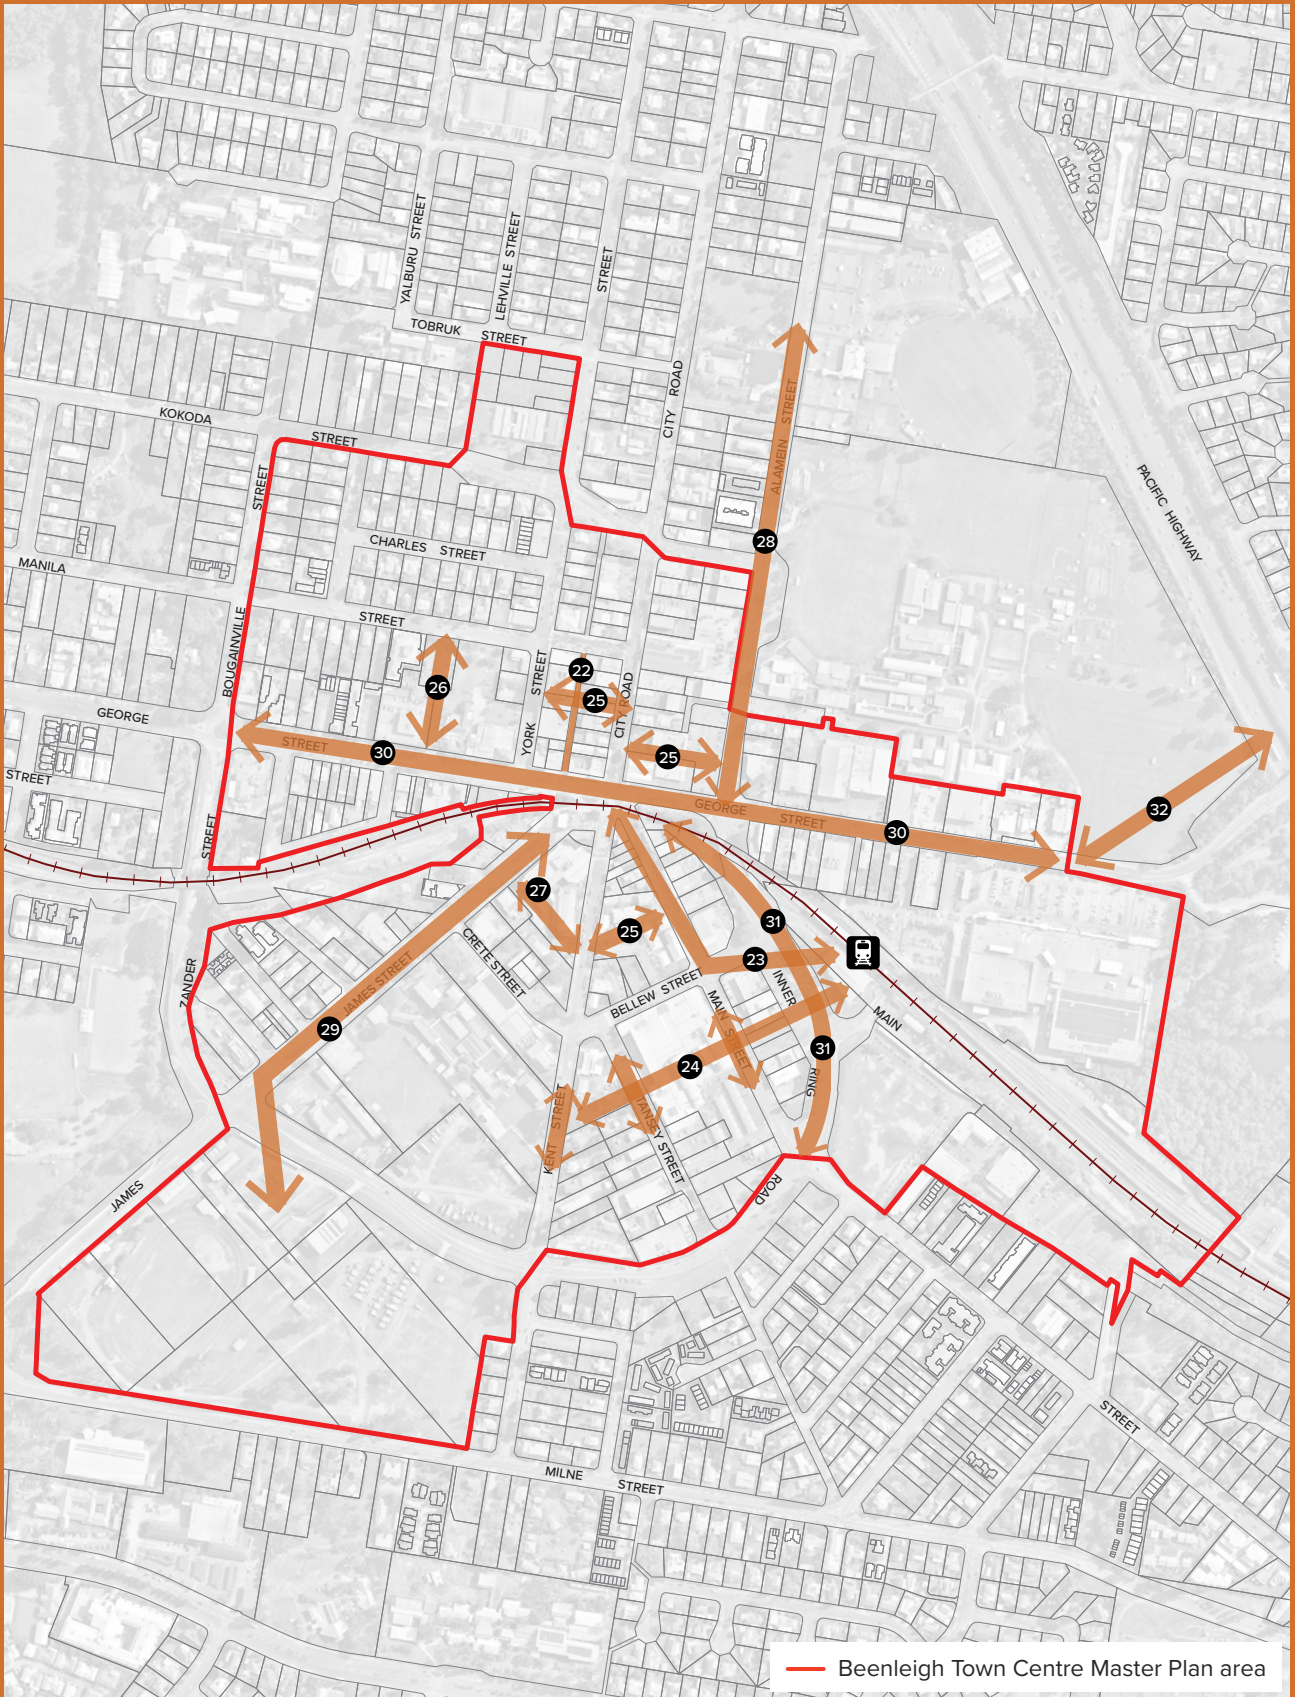 YALBURU STREET
LEHVILLE STREET
STREET
TOBRUK STREET
CITY ROAD
ALAMEIN STREET
KOKODA STREET
STREET
PACIFIC HIGHWAY
28
CHARLES STREET
MANILA STREET
BOUGAINVILLE STREET
22
26
25
YORK STREET
CITY ROAD
GEORGE STREET
STREET
30
25
GEORGE STREET
30
32
27
25
31
23
CRETE STREET
BELLEW STREET
MAIN STREET
INNER RING ROAD
MAIN STREET
ZANDER
JAMES STREET
29
24
31
KENT STREET
TANSEY STREET
JAMES
MILNE STREET
Beenleigh Town Centre Master Plan area